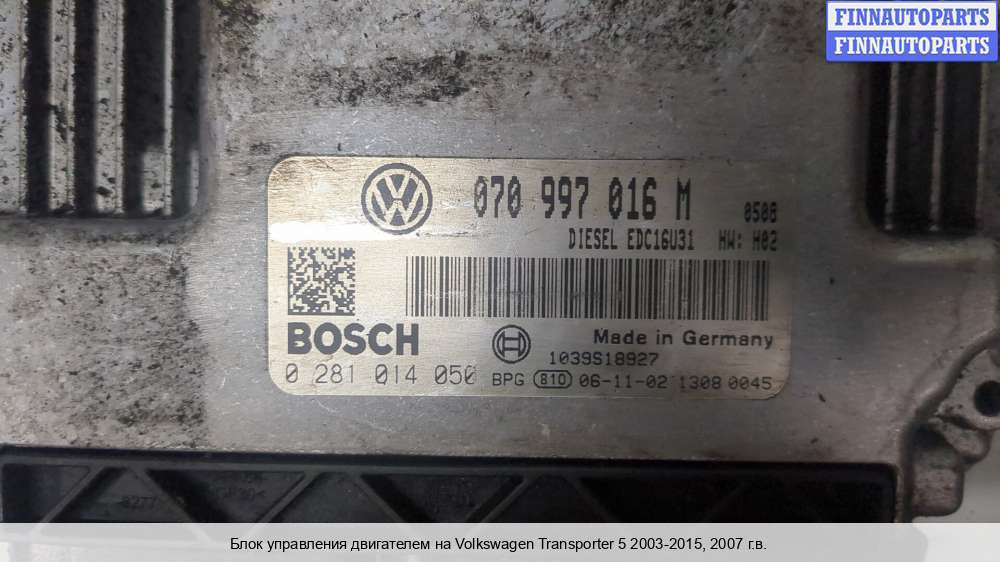 FINNAUTOPARTS
FINNAUTOPARTS
070 997 016 M 0508
DIESEL EDC16U31 HW: H02
BOSCH
Made in Germany
1039S18927
0 281 014 050 BPG 810 06-11-02 1308 0045
Блок управления двигателем на Volkswagen Transporter 5 2003-2015, 2007 г.в.